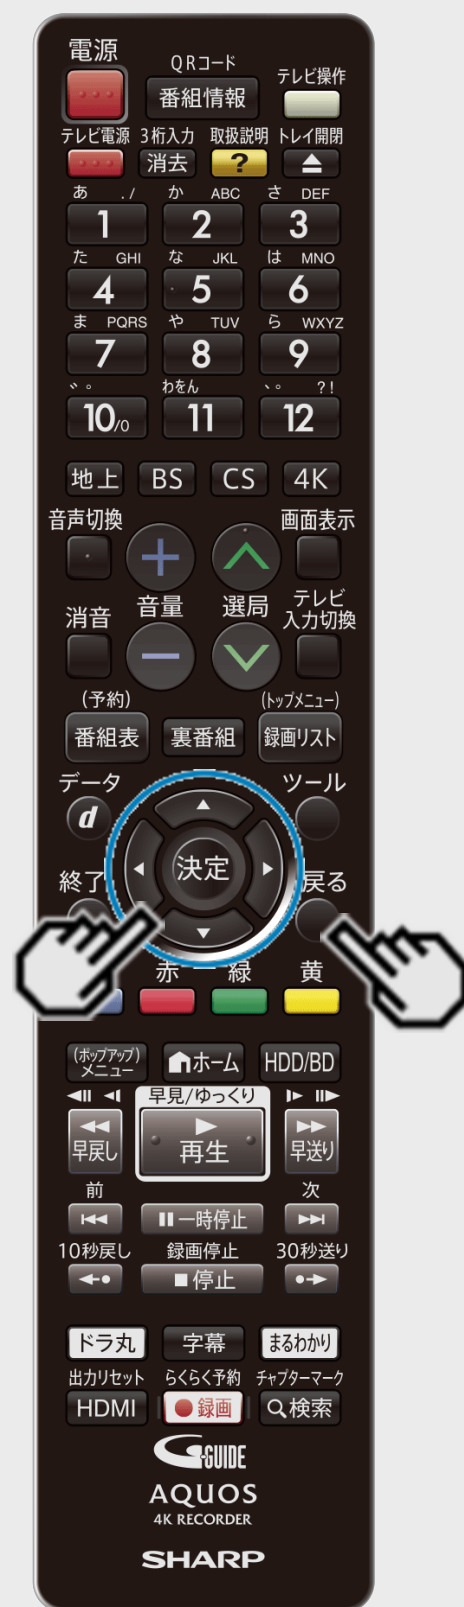 電源
QRコード
テレビ操作
番組情報
テレビ電源 3桁入力 取扱説明 トレイ開閉
消去 ?
あ ./ か ABC さ DEF
1 2 3
た GHI な JKL は MNO
4 5 6
ま PQRS や TUV ら WXYZ
7 8 9
゛゜ わをん 、。 ?!
10/0 11 12
地上 BS CS 4K
音声切換 画面表示
＋
消音 音量 選局 テレビ
入力切換
－
(予約) (トップメニュー)
番組表 裏番組 録画リスト
データ ツール
d
決定
終了 戻る
赤 緑 黄
(ポップアップ)
メニュー ホーム HDD/BD
早見/ゆっくり
早戻し 再生 早送り
前 次
一時停止
10秒戻し 録画停止 30秒送り
停止
ドラ丸 字幕 まるわかり
出力リセット らくらく予約 チャプターマーク
HDMI 録画 検索
G-GUIDE
AQUOS
4K RECORDER
SHARP